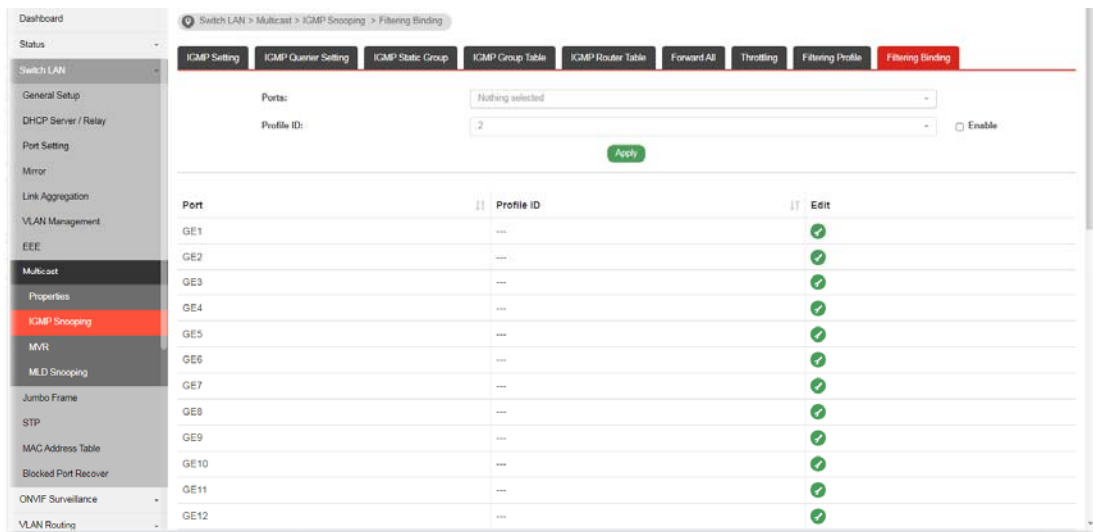 Dashboard
Status
Switch LAN
General Setup
DHCP Server / Relay
Port Setting
Mirror
Link Aggregation
VLAN Management
EEE
Multicast
Properties
IGMP Snooping
MVR
MLD Snooping
Jumbo Frame
STP
MAC Address Table
Blocked Port Recover
ONVIF Surveillance
VLAN Routing
Switch LAN > Multicast > IGMP Snooping > Filtering Binding
IGMP Setting IGMP Querier Setting IGMP Static Group IGMP Group Table IGMP Router Table Forward All Throttling Filtering Profile Filtering Binding
Ports: Nothing selected
Profile ID: 2 Enable
Apply
Port Profile ID Edit
GE1 ---
GE2 ---
GE3 ---
GE4 ---
GE5 ---
GE6 ---
GE7 ---
GE8 ---
GE9 ---
GE10 ---
GE11 ---
GE12 ---